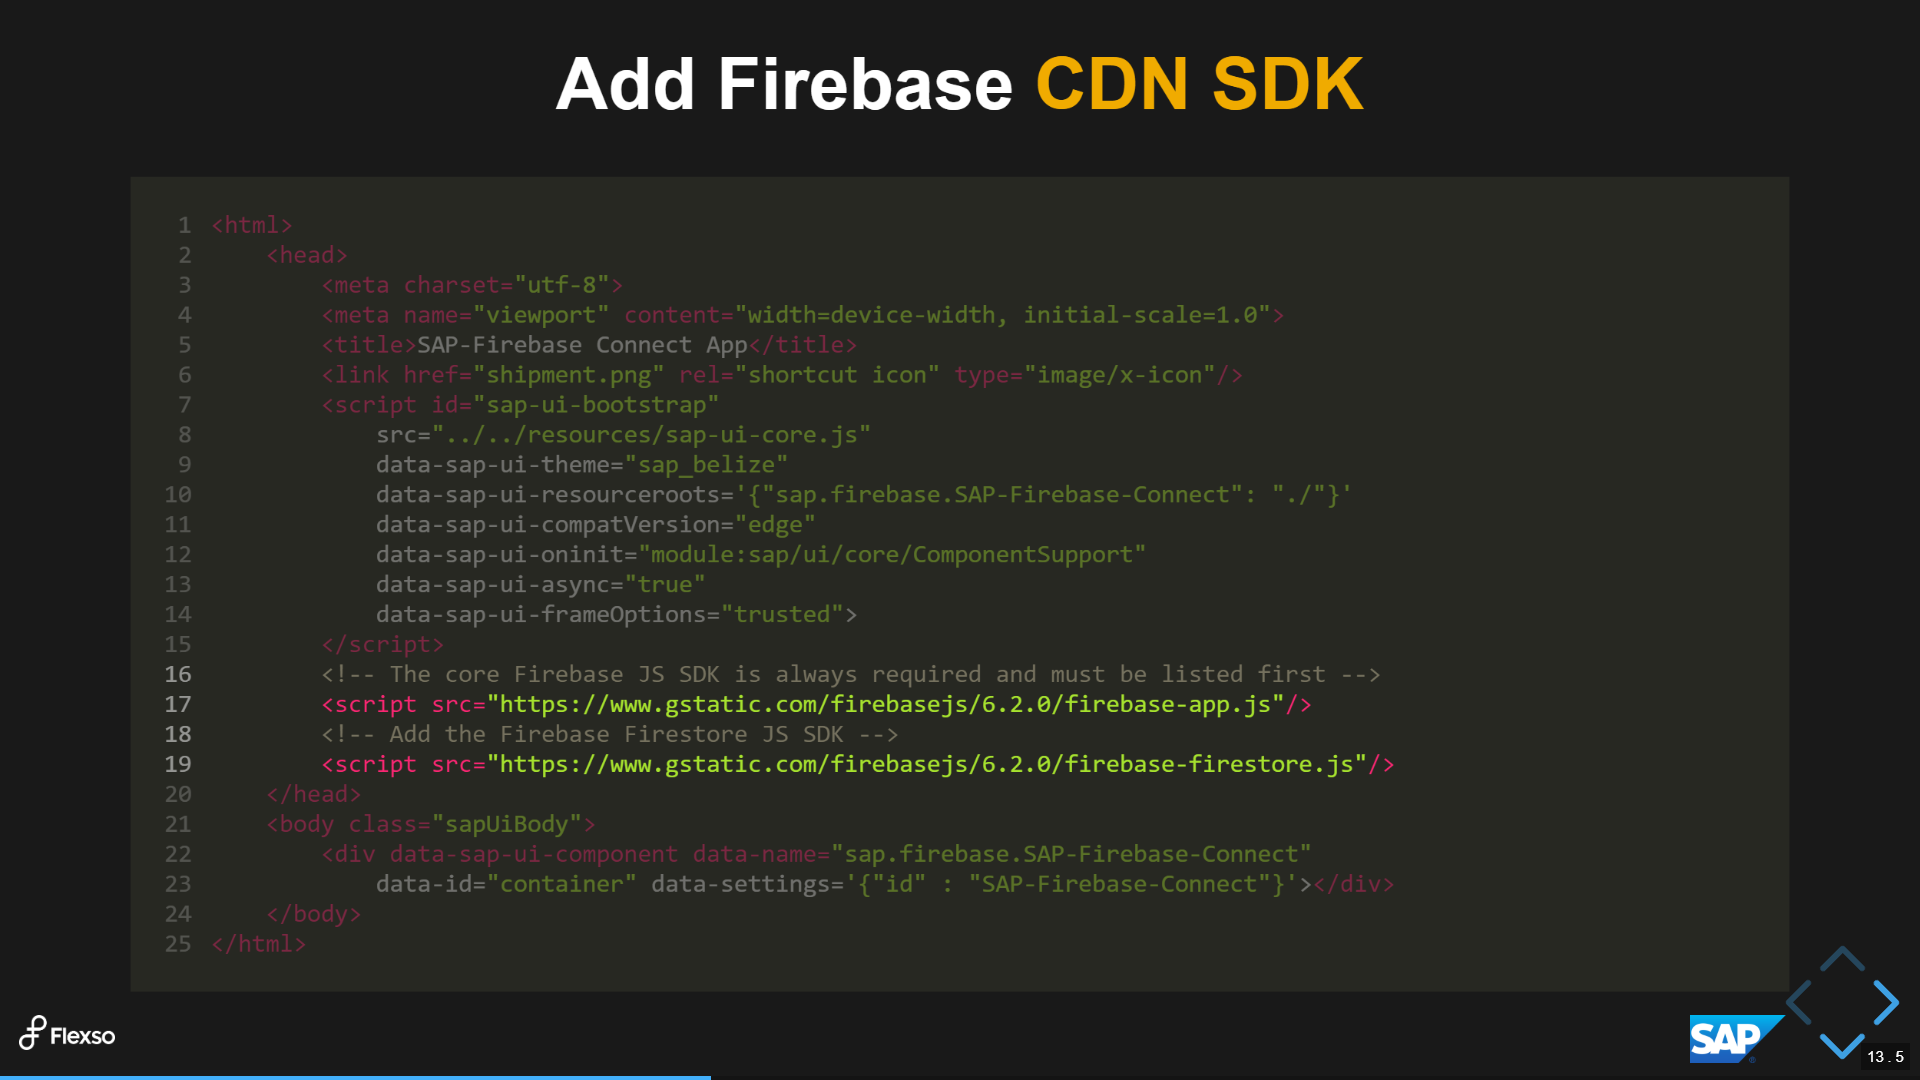 Add Firebase CDN SDK
1 <html>
2     <head>
3         <meta charset="utf-8">
4         <meta name="viewport" content="width=device-width, initial-scale=1.0">
5         <title>SAP-Firebase Connect App</title>
6         <link href="shipment.png" rel="shortcut icon" type="image/x-icon"/>
7         <script id="sap-ui-bootstrap"
8             src="../../resources/sap-ui-core.js"
9             data-sap-ui-theme="sap_belize"
10             data-sap-ui-resourceroots='{"sap.firebase.SAP-Firebase-Connect": "./"}'
11             data-sap-ui-compatVersion="edge"
12             data-sap-ui-oninit="module:sap/ui/core/ComponentSupport"
13             data-sap-ui-async="true"
14             data-sap-ui-frameOptions="trusted">
15         </script>
16         <!-- The core Firebase JS SDK is always required and must be listed first -->
17         <script src="https://www.gstatic.com/firebasejs/6.2.0/firebase-app.js"/>
18         <!-- Add the Firebase Firestore JS SDK -->
19         <script src="https://www.gstatic.com/firebasejs/6.2.0/firebase-firestore.js"/>
20     </head>
21     <body class="sapUiBody">
22         <div data-sap-ui-component data-name="sap.firebase.SAP-Firebase-Connect"
23             data-id="container" data-settings='{"id" : "SAP-Firebase-Connect"}'></div>
24     </body>
25 </html>
Flexso
SAP
13.5